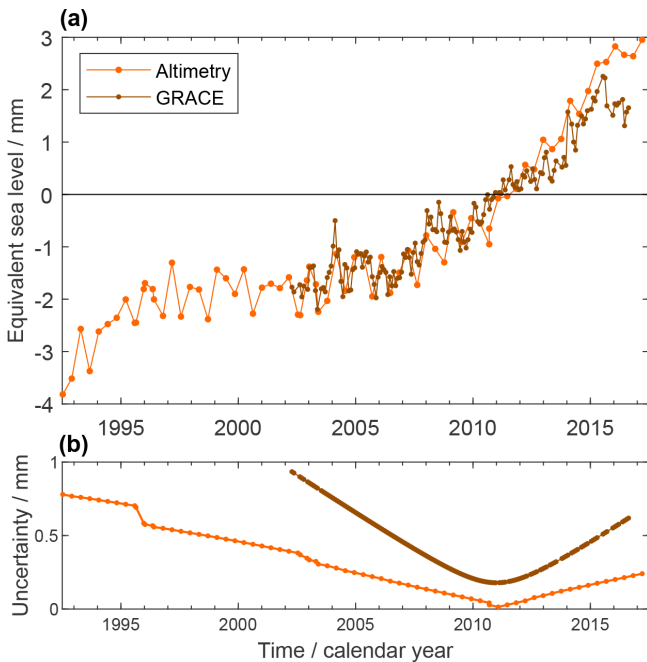 (a)
3
2
1
0
-1
-2
-3
-4
Equivalent sea level / mm
Altimetry
GRACE
1995 2000 2005 2010 2015
(b)
1
0.5
0
Uncertainty / mm
1995 2000 2005 2010 2015
Time / calendar year